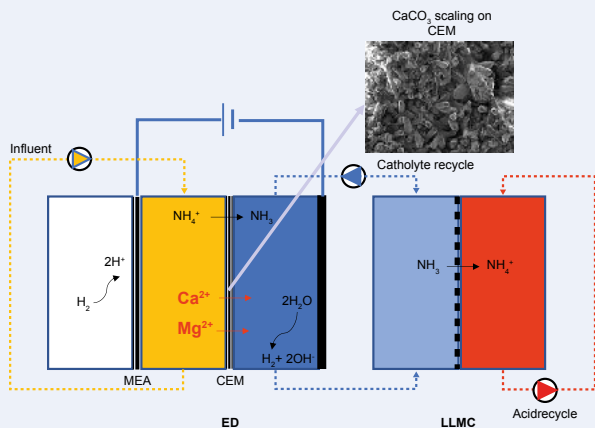 CaCO₃ scaling on
CEM
Influent
Catholyte recycle
NH₄⁺
NH₃
2H⁺
H₂
Ca²⁺
Mg²⁺
2H₂O
H₂+ 2OH⁻
NH₃
NH₄⁺
MEA
CEM
Acidrecycle
ED
LLMC